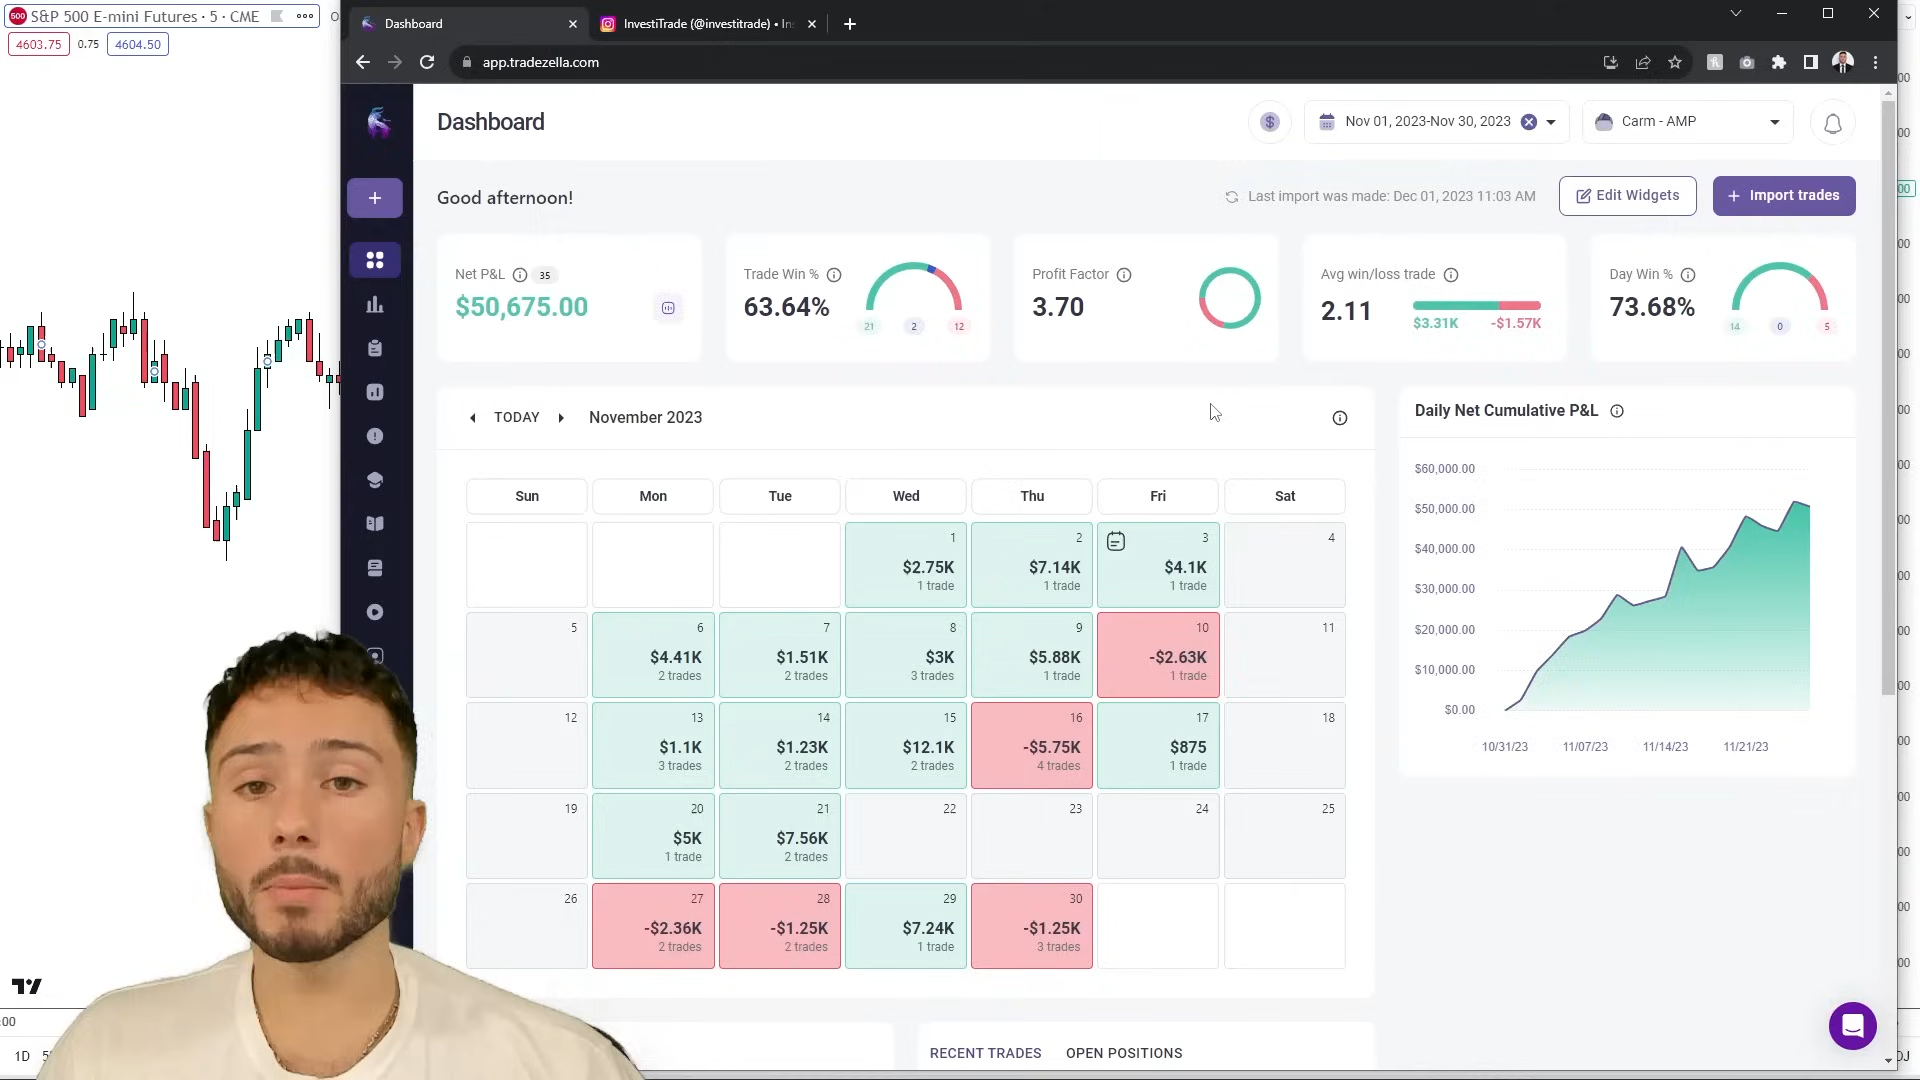 500 S&P 500 E-mini Futures · 5 · CME
4603.75 0.75 4604.50
Dashboard
InvestiTrade (@investitrade) • In
app.tradezella.com
Dashboard
Nov 01, 2023-Nov 30, 2023
Carm - AMP
Good afternoon!
Last import was made: Dec 01, 2023 11:03 AM
Edit Widgets
+ Import trades
Net P&L 35
$50,675.00
Trade Win %
63.64%
21 2 12
Profit Factor
3.70
Avg win/loss trade
2.11
$3.31K -$1.57K
Day Win %
73.68%
14 0 5
TODAY November 2023
Sun Mon Tue Wed Thu Fri Sat
1 2 3 4
$2.75K $7.14K $4.1K
1 trade 1 trade 1 trade
5 6 7 8 9 10 11
$4.41K $1.51K $3K $5.88K -$2.63K
2 trades 2 trades 3 trades 1 trade 1 trade
12 13 14 15 16 17 18
$1.1K $1.23K $12.1K -$5.75K $875
3 trades 2 trades 2 trades 4 trades 1 trade
19 20 21 22 23 24 25
$5K $7.56K
1 trade 2 trades
26 27 28 29 30
-$2.36K -$1.25K $7.24K -$1.25K
2 trades 2 trades 1 trade 3 trades
Daily Net Cumulative P&L
$60,000.00
$50,000.00
$40,000.00
$30,000.00
$20,000.00
$10,000.00
$0.00
10/31/23 11/07/23 11/14/23 11/21/23
RECENT TRADES OPEN POSITIONS
:00
1D